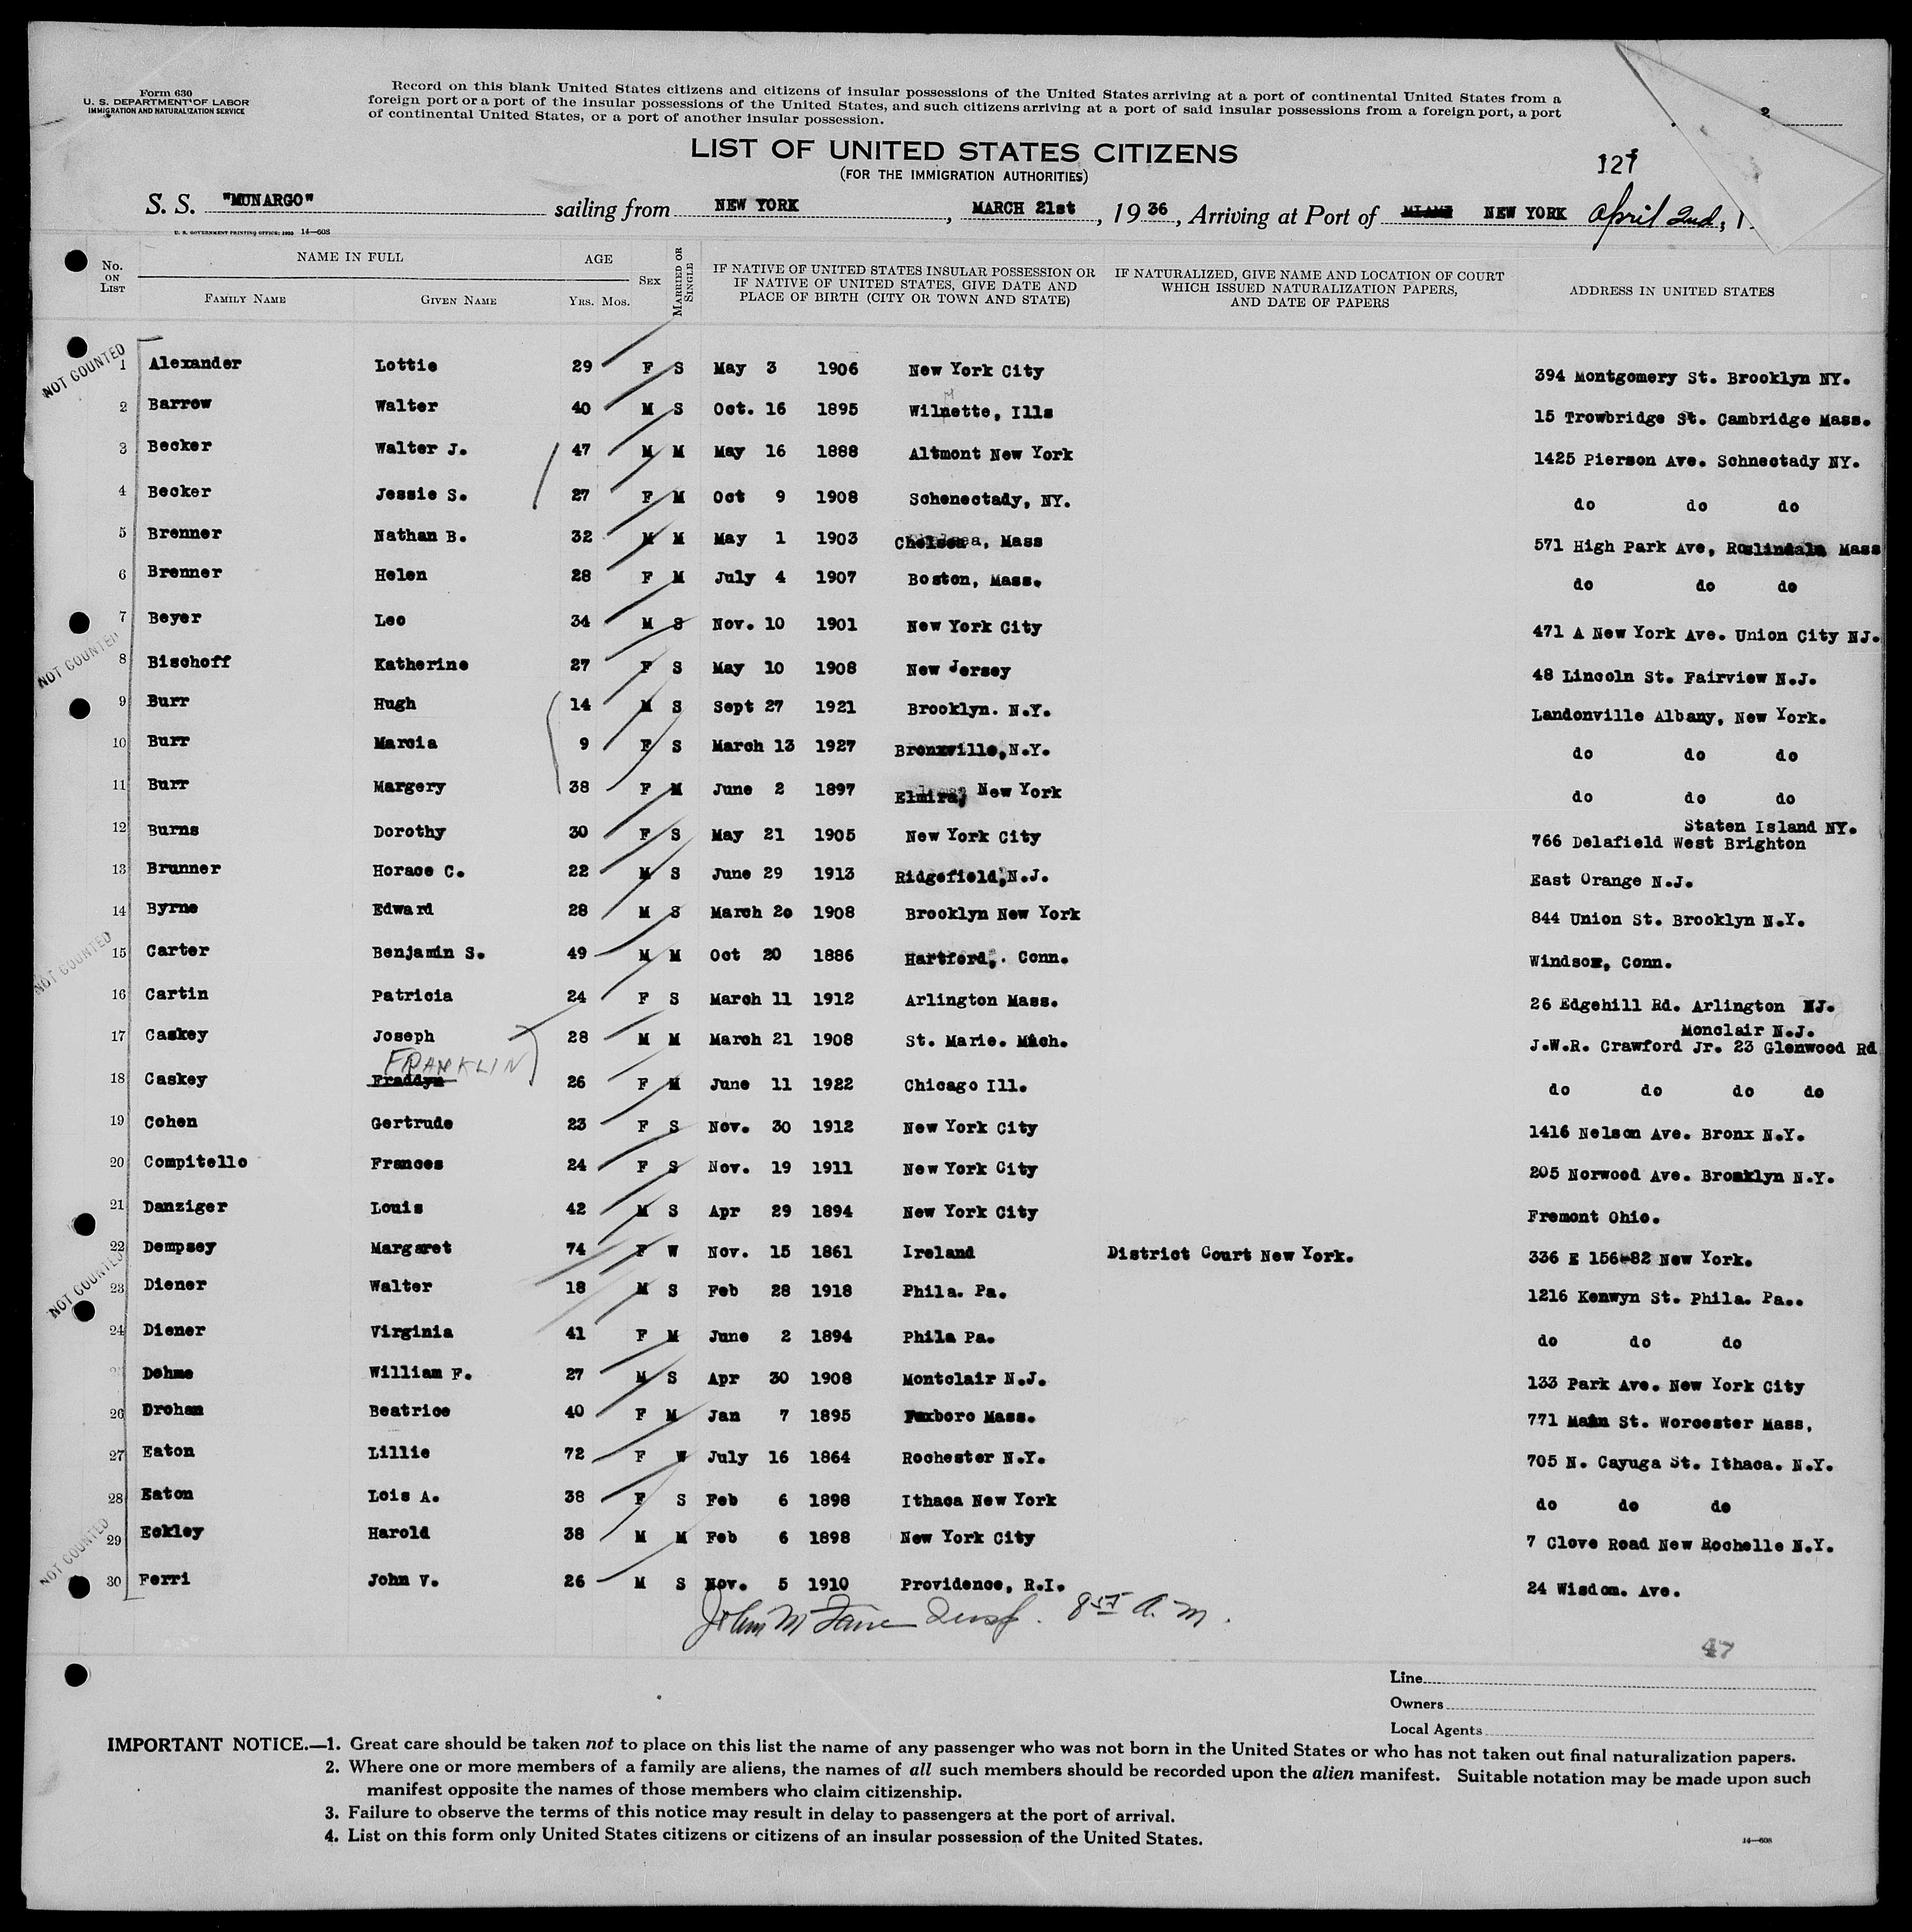 Form 630
U. S. DEPARTMENT OF LABOR
IMMIGRATION AND NATURALIZATION SERVICE
Record on this blank United States citizens and citizens of insular possessions of the United States arriving at a port of continental United States from a
foreign port or a port of the insular possessions of the United States, and such citizens arriving at a port of said insular possessions from a foreign port, a port
of continental United States, or a port of another insular possession.
2
LIST OF UNITED STATES CITIZENS
(FOR THE IMMIGRATION AUTHORITIES)
S. S. "MUNARGO" sailing from NEW YORK, MARCH 21st, 1936, Arriving at Port of MIAMI NEW YORK April 2nd, 1
U. S. GOVERNMENT PRINTING OFFICE: 1933 14—608
No. ON LIST
NAME IN FULL
FAMILY NAME GIVEN NAME
AGE
YRS. MOS.
SEX
MARRIED OR SINGLE
IF NATIVE OF UNITED STATES INSULAR POSSESSION OR
IF NATIVE OF UNITED STATES, GIVE DATE AND
PLACE OF BIRTH (CITY OR TOWN AND STATE)
IF NATURALIZED, GIVE NAME AND LOCATION OF COURT
WHICH ISSUED NATURALIZATION PAPERS,
AND DATE OF PAPERS
ADDRESS IN UNITED STATES
NOT COUNTED
1 Alexander Lottie 29 F S May 3 1906 New York City 394 Montgomery St. Brooklyn NY.
2 Barrow Walter 40 M S Oct. 16 1895 Wilmette, Ills 15 Trowbridge St. Cambridge Mass.
3 Becker Walter J. 47 M M May 16 1888 Altmont New York 1425 Pierson Ave. Schnectady NY.
4 Becker Jessie S. 27 F M Oct 9 1908 Schenectady, NY. do do do
5 Brenner Nathan B. 32 M M May 1 1903 Chelsea, Mass 571 High Park Ave, Roslindale Mass
6 Brenner Helen 28 F M July 4 1907 Boston, Mass. do do do
7 Beyer Leo 34 M S Nov. 10 1901 New York City 471 A New York Ave. Union City NJ.
NOT COUNTED
8 Bischoff Katherine 27 F S May 10 1908 New Jersey 48 Lincoln St. Fairview N.J.
9 Burr Hugh 14 M S Sept 27 1921 Brooklyn. N.Y. Landonville Albany, New York.
10 Burr Marcia 9 F S March 13 1927 Bronxville, N.Y. do do do
11 Burr Margery 38 F M June 2 1897 Elmira, New York do do do
Staten Island NY.
12 Burns Dorothy 30 F S May 21 1905 New York City 766 Delafield West Brighton
13 Brunner Horace C. 22 M S June 29 1913 Ridgefield, N.J. East Orange N.J.
14 Byrne Edward 28 M S March 20 1908 Brooklyn New York 844 Union St. Brooklyn N.Y.
NOT COUNTED
15 Carter Benjamin S. 49 M M Oct 20 1886 Hartford,. Conn. Windsor, Conn.
16 Cartin Patricia 24 F S March 11 1912 Arlington Mass. 26 Edgehill Rd. Arlington NJ.
Monclair N.J.
17 Caskey Joseph 28 M M March 21 1908 St. Marie. Mich. J.W.R. Crawford Jr. 23 Glenwood Rd
FRANKLIN
18 Caskey Fraddyn 26 F M June 11 1922 Chicago Ill. do do do do
19 Cohen Gertrude 23 F S Nov. 30 1912 New York City 1416 Nelson Ave. Bronx N.Y.
20 Compitello Frances 24 F S Nov. 19 1911 New York City 205 Norwood Ave. Brooklyn N.Y.
21 Danziger Louis 42 M S Apr 29 1894 New York City Fremont Ohio.
22 Dempsey Margaret 74 F W Nov. 15 1861 Ireland District Court New York. 336 E 156-82 New York.
NOT COUNTED
23 Diener Walter 18 M S Feb 28 1918 Phila. Pa. 1216 Kenwyn St. Phila. Pa..
24 Diener Virginia 41 F M June 2 1894 Phila Pa. do do do
Dohme William F. 27 M S Apr 30 1908 Montclair N.J. 133 Park Ave. New York City
26 Drohan Beatrice 40 F M Jan 7 1895 Foxboro Mass. 771 Main St. Worcester Mass,
27 Eaton Lillie 72 F W July 16 1864 Rochester N.Y. 705 N. Cayuga St. Ithaca. N.Y.
28 Eaton Lois A. 38 F S Feb 6 1898 Ithaca New York do do do
NOT COUNTED
29 Eckley Harold 38 M M Feb 6 1898 New York City 7 Clove Road New Rochelle N.Y.
30 Ferri John V. 26 M S Nov. 5 1910 Providence, R.I. 24 Wisdom. Ave.
John M Insp. A. M.
47
Line
Owners
Local Agents
IMPORTANT NOTICE.—1. Great care should be taken not to place on this list the name of any passenger who was not born in the United States or who has not taken out final naturalization papers.
2. Where one or more members of a family are aliens, the names of all such members should be recorded upon the alien manifest. Suitable notation may be made upon such
manifest opposite the names of those members who claim citizenship.
3. Failure to observe the terms of this notice may result in delay to passengers at the port of arrival.
4. List on this form only United States citizens or citizens of an insular possession of the United States.
14—608